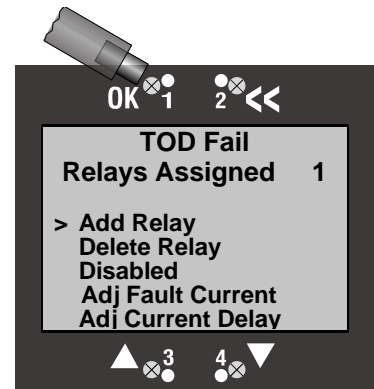 OK 1 2 <<
TOD Fail
Relays Assigned 1
> Add Relay
Delete Relay
Disabled
Adj Fault Current
Adj Current Delay
3 4